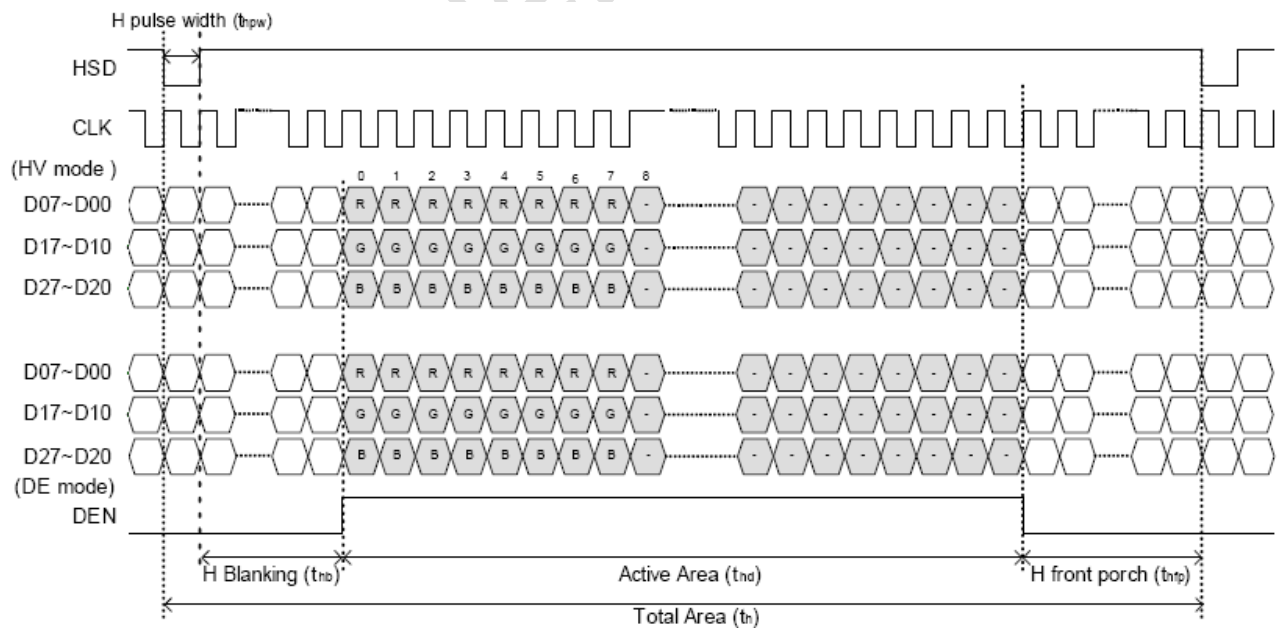 H pulse width (thpw)
HSD
CLK
(HV mode )
0 1 2 3 4 5 6 7 8
D07~D00 R R R R R R R R - - - - - - - - -
D17~D10 G G G G G G G G - - - - - - - - -
D27~D20 B B B B B B B B - - - - - - - - -
D07~D00 R R R R R R R R - - - - - - - - -
D17~D10 G G G G G G G G - - - - - - - - -
D27~D20 B B B B B B B B - - - - - - - - -
(DE mode)
DEN
H Blanking (thb) Active Area (thd) H front porch (thfp)
Total Area (th)